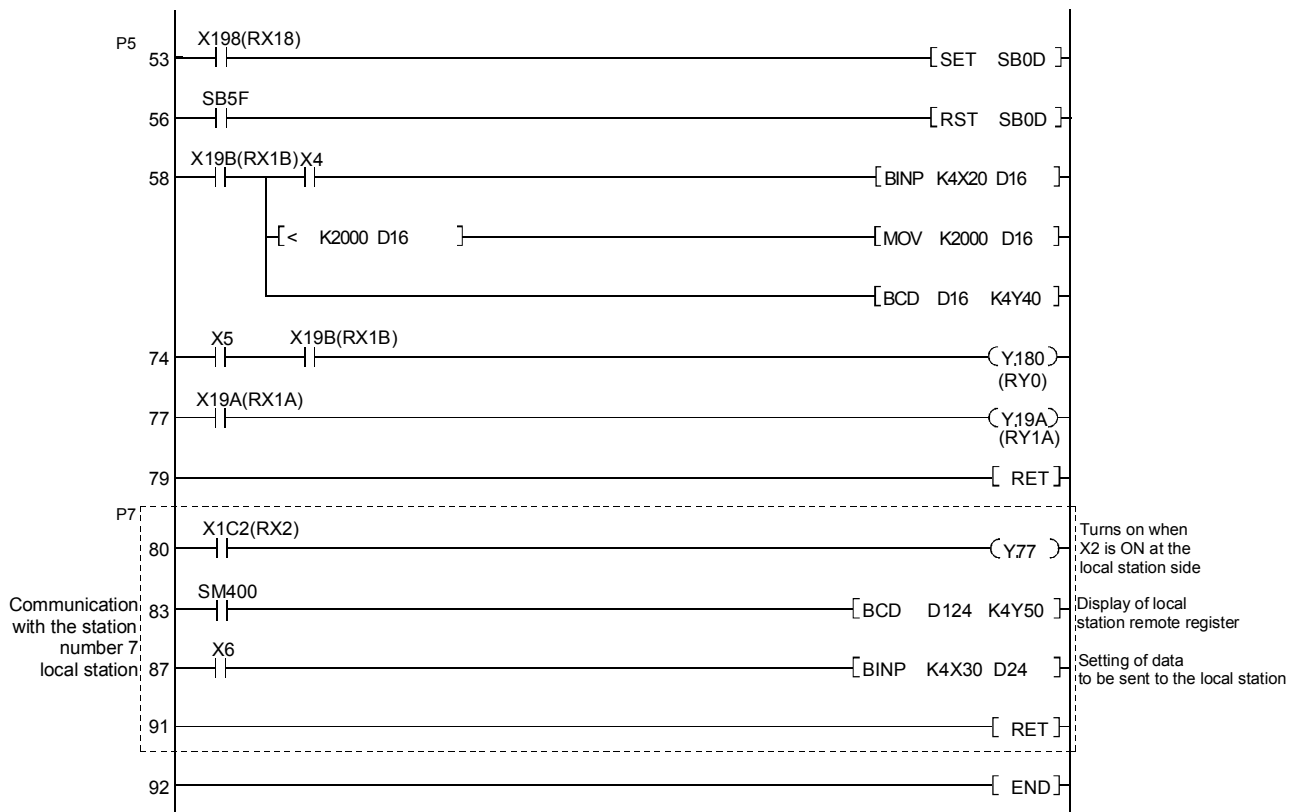 P5
X198(RX18)
53 [SET SB0D ]
SB5F
56 [RST SB0D ]
X19B(RX1B) X4
58 [BINP K4X20 D16 ]
[< K2000 D16 ] [MOV K2000 D16 ]
[BCD D16 K4Y40 ]
X5 X19B(RX1B)
74 (Y180)
(RY0)
X19A(RX1A)
77 (Y19A)
(RY1A)
79 [ RET]
P7
X1C2(RX2)
80 (Y77 )
Turns on when
X2 is ON at the
local station side
SM400
83 [BCD D124 K4Y50 ]
Display of local
station remote register
Communication
with the station
number 7
local station
X6
87 [BINP K4X30 D24 ]
Setting of data
to be sent to the local station
91 [ RET]
92 [ END]